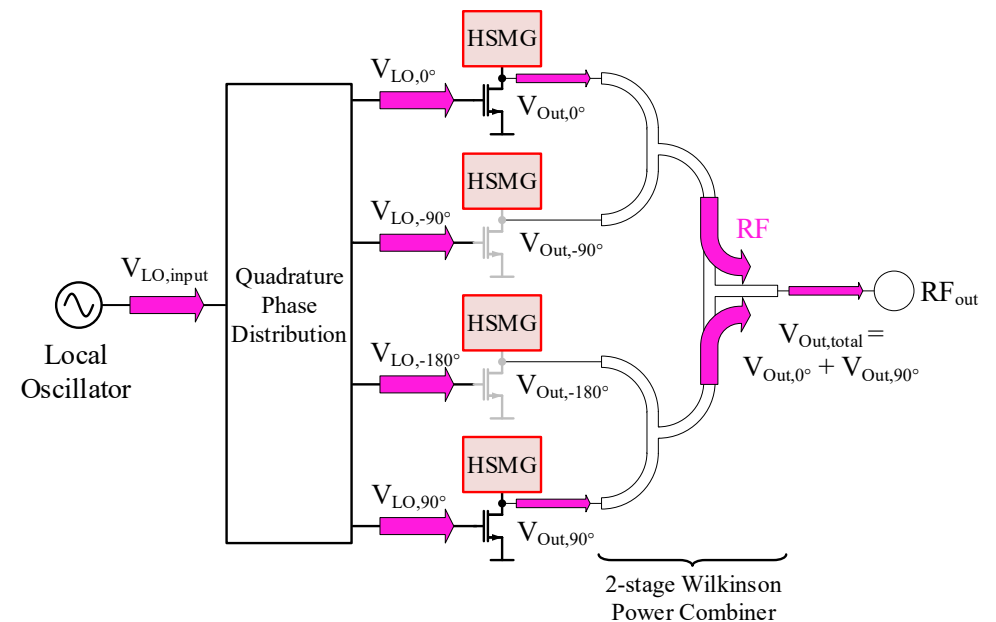 HSMG
V_LO,0°
V_Out,0°
HSMG
V_LO,-90°
V_Out,-90°
RF
V_LO,input
Quadrature
Phase
Distribution
Local
Oscillator
HSMG
V_LO,-180°
V_Out,-180°
RF_out
V_Out,total =
V_Out,0° + V_Out,90°
HSMG
V_LO,90°
V_Out,90°
2-stage Wilkinson
Power Combiner